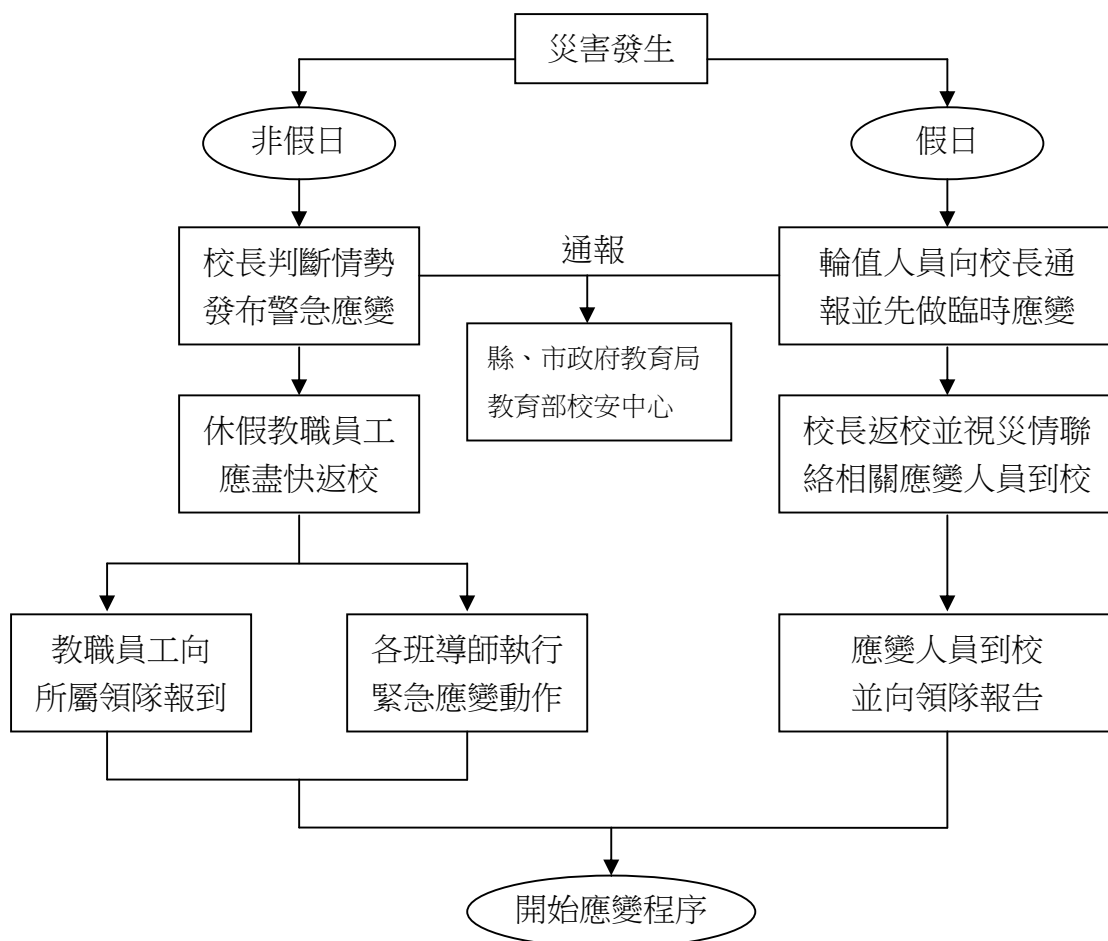 災害發生
非假日
假日
校長判斷情勢
發布警急應變
通報
輪值人員向校長通
報並先做臨時應變
縣、市政府教育局
教育部校安中心
休假教職員工
應盡快返校
校長返校並視災情聯
絡相關應變人員到校
教職員工向
所屬領隊報到
各班導師執行
緊急應變動作
應變人員到校
並向領隊報告
開始應變程序